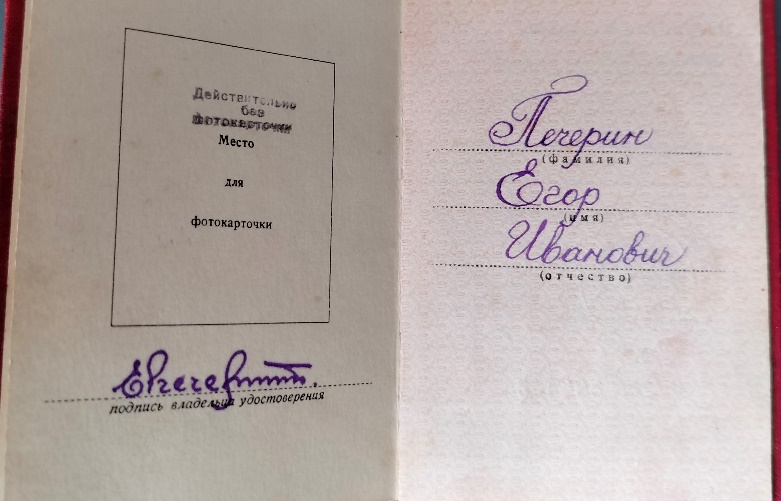 Действительно
без
фотокарточки
Место
для
фотокарточки
подпись владельца удостоверения
Печерин
(фамилия)
Егор
(имя)
Иванович
(отчество)